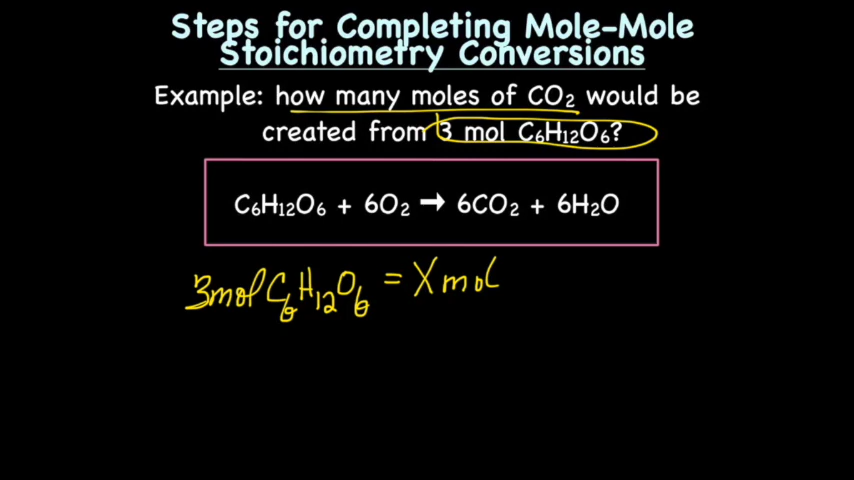 Steps for Completing Mole-Mole
Stoichiometry Conversions
Example: how many moles of CO₂ would be
created from 3 mol C₆H₁₂O₆?
C₆H₁₂O₆ + 6O₂ → 6CO₂ + 6H₂O
3mol C₆H₁₂O₆ = X mol